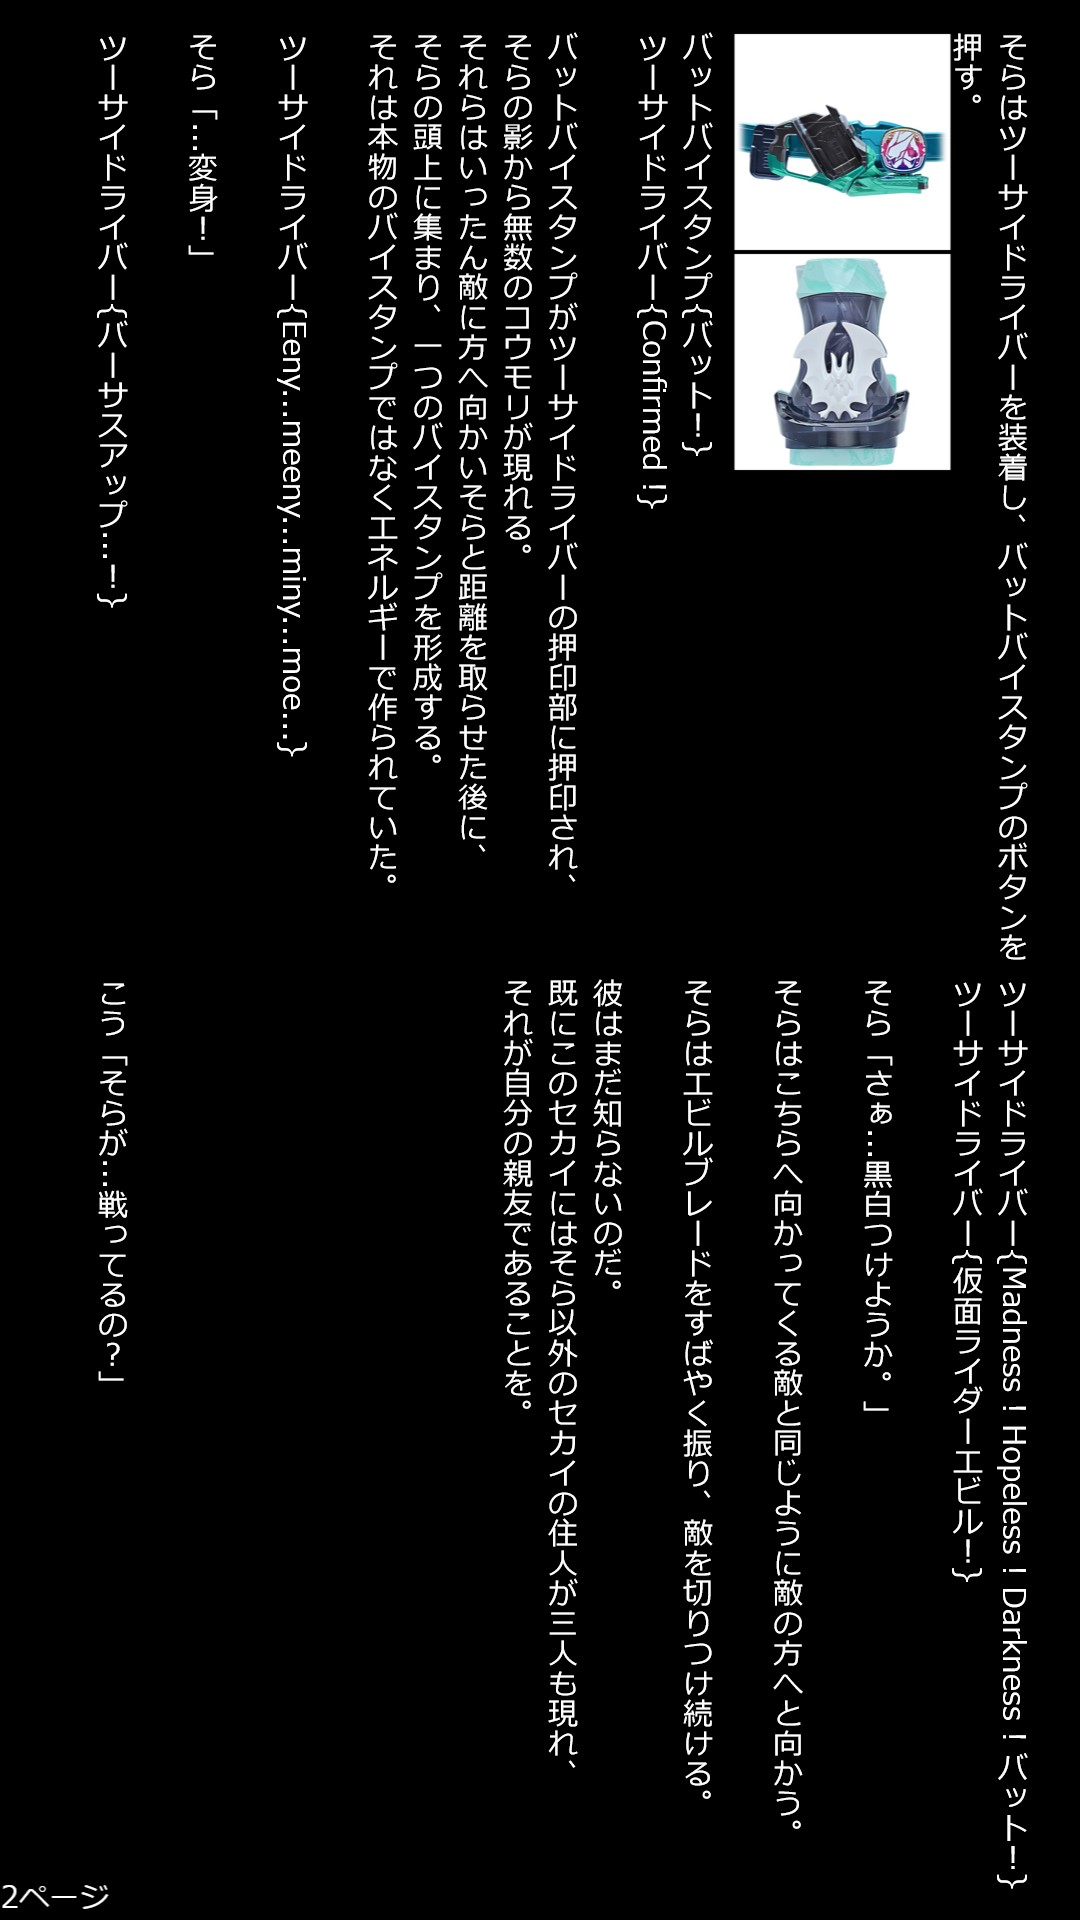 そらはツーサイドライバーを装着し、バットバイスタンプのボタンを
押す。
バットバイスタンプ{バット！}
ツーサイドライバー{Confirmed !}
バットバイスタンプがツーサイドライバーの押印部に押印され、
そらの影から無数のコウモリが現れる。
それらはいったん敵に方へ向かいそらと距離を取らせた後に、
そらの頭上に集まり、一つのバイスタンプを形成する。
それは本物のバイスタンプではなくエネルギーで作られていた。
ツーサイドライバー{Eeny…meeny…miny…moe…}
そら「…変身！」
ツーサイドライバー{バーサスアップ…！}
ツーサイドライバー{Madness ! Hopeless ! Darkness ! バット！}
ツーサイドライバー{仮面ライダーエビル！}
そら「さぁ…黒白つけようか。」
そらはこちらへ向かってくる敵と同じように敵の方へと向かう。
そらはエビルブレードをすばやく振り、敵を切りつけ続ける。
彼はまだ知らないのだ。
既にこのセカイにはそら以外のセカイの住人が三人も現れ、
それが自分の親友であることを。
こう「そらが…戦ってるの？」
2ページ